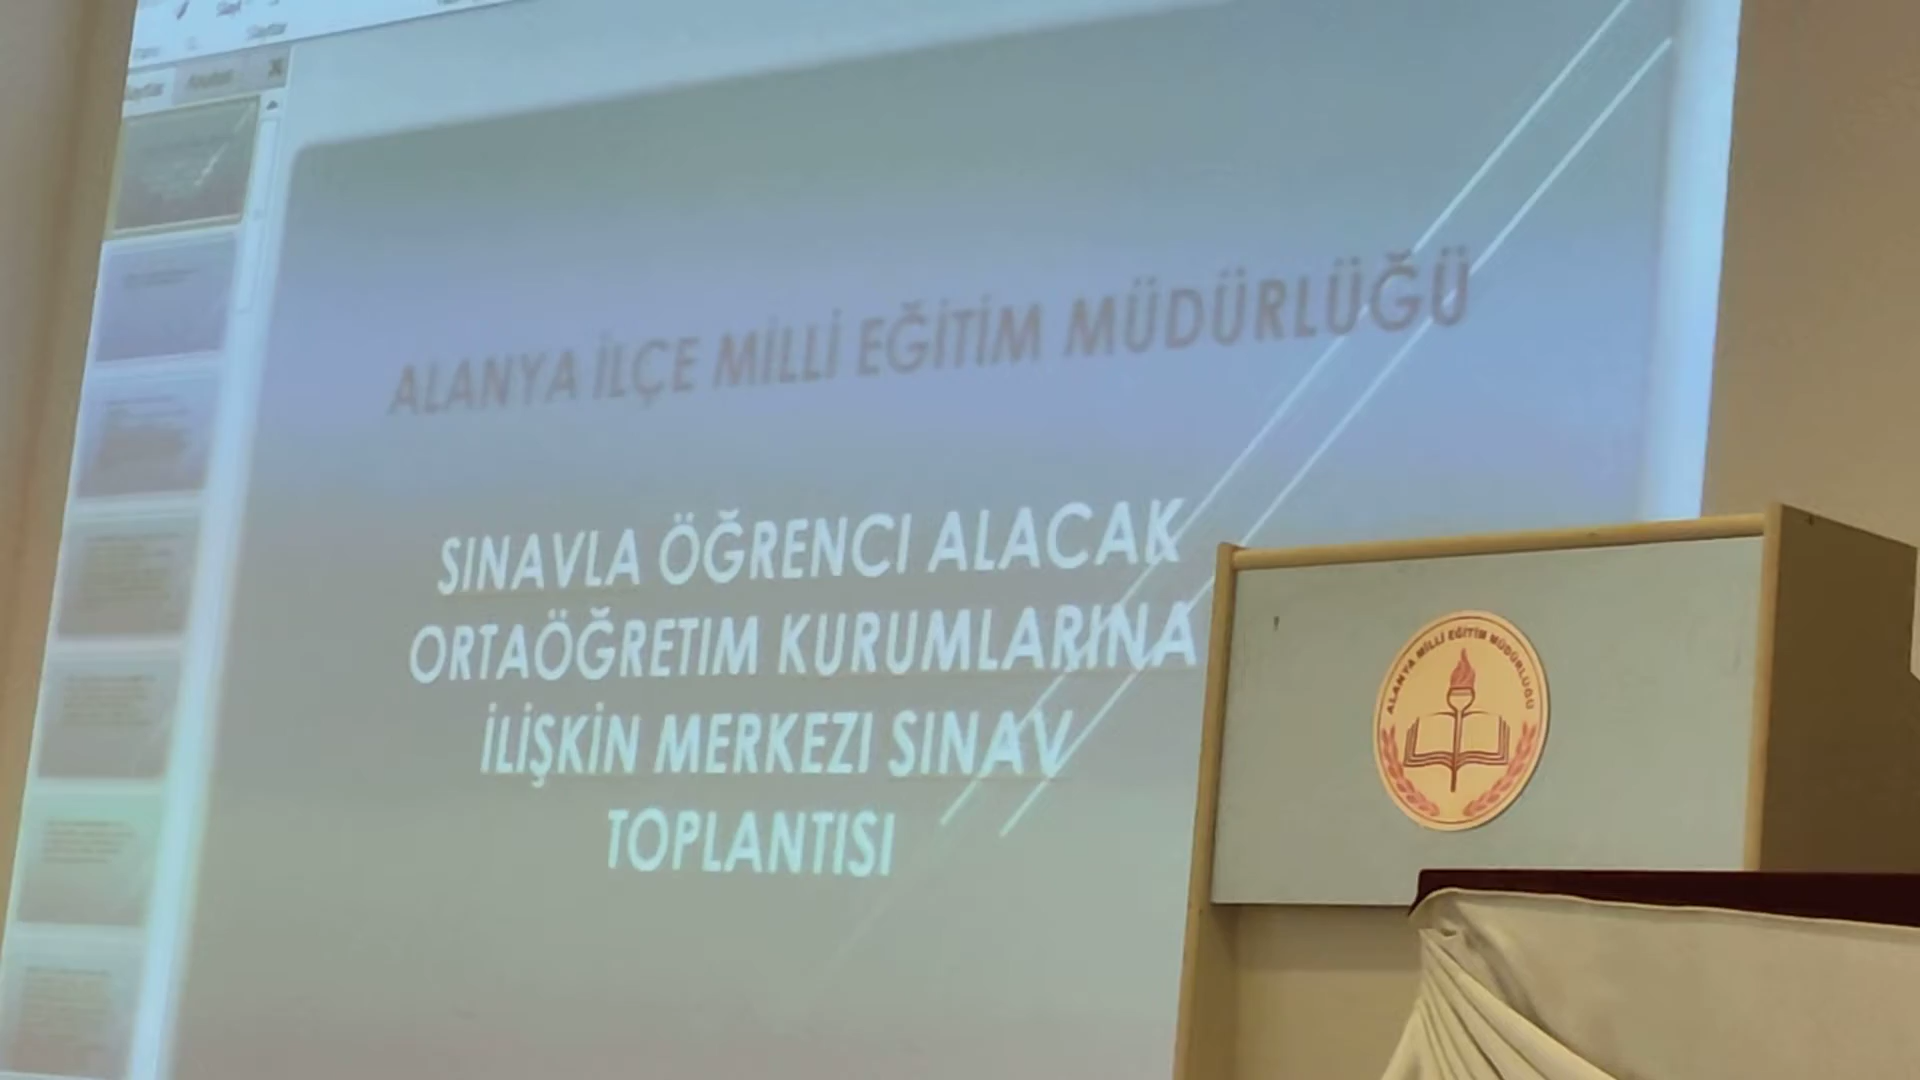 ALANYA İLÇE MİLLİ EĞİTİM MÜDÜRLÜĞÜ
SINAVLA ÖĞRENCI ALACAK
ORTAÖĞRETIM KURUMLARINA
İLİŞKİN MERKEZI SINAV
TOPLANTISI
ALANYA MİLLİ EĞİTİM MÜDÜRLÜĞÜ